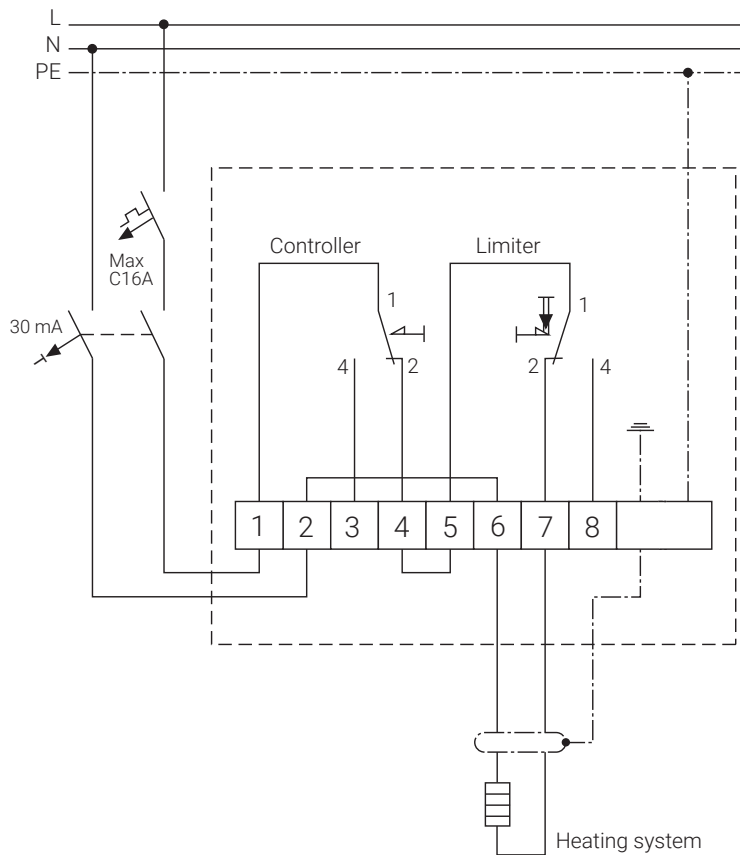 L
N
PE
Controller
Limiter
Max
C16A
1
1
30 mA
4
2
2
4
1 2 3 4 5 6 7 8
Heating system